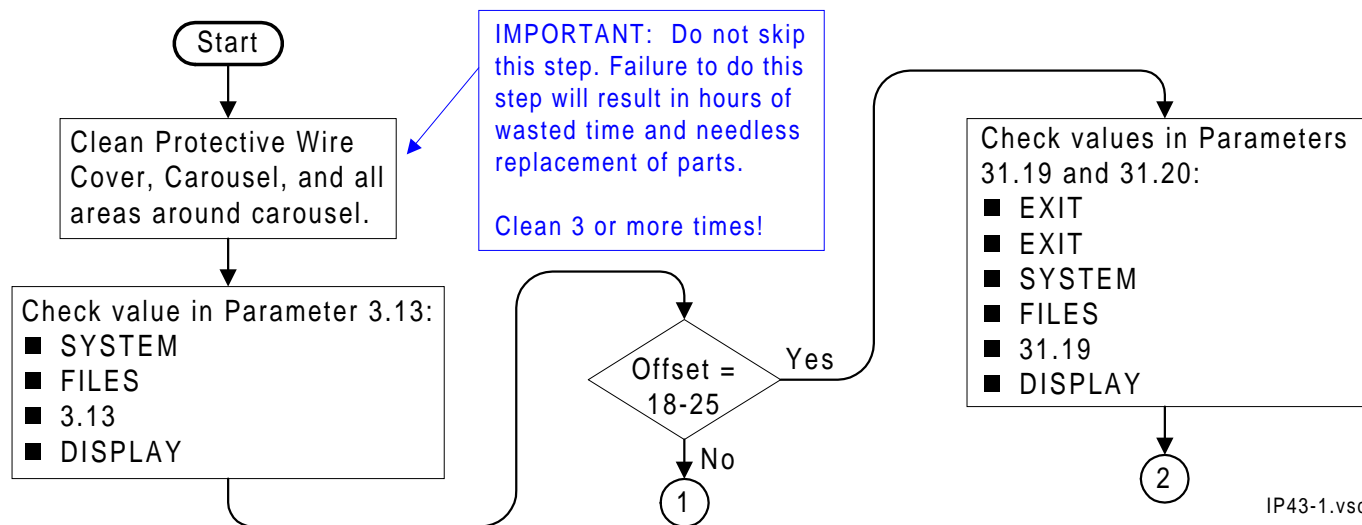 Start
Clean Protective Wire
Cover, Carousel, and all
areas around carousel.
IMPORTANT: Do not skip
this step. Failure to do this
step will result in hours of
wasted time and needless
replacement of parts.
Clean 3 or more times!
Check value in Parameter 3.13:
■ SYSTEM
■ FILES
■ 3.13
■ DISPLAY
Offset =
18-25
Yes
No
1
Check values in Parameters
31.19 and 31.20:
■ EXIT
■ EXIT
■ SYSTEM
■ FILES
■ 31.19
■ DISPLAY
2
IP43-1.vsd